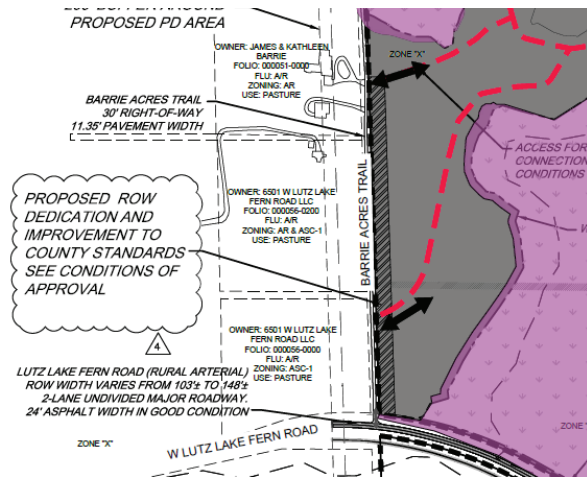 PROPOSED PD AREA
OWNER: JAMES & KATHLEEN
BARRIE
FOLIO: 000051-0000
FLU: A/R
ZONING: AR
USE: PASTURE
ZONE "X"
BARRIE ACRES TRAIL
30' RIGHT-OF-WAY
11.35' PAVEMENT WIDTH
ACCESS FOR
CONNECTION
CONDITIONS
PROPOSED ROW
DEDICATION AND
IMPROVEMENT TO
COUNTY STANDARDS
SEE CONDITIONS OF
APPROVAL
4
OWNER: 6501 W LUTZ LAKE
FERN ROAD LLC
FOLIO: 000056-0200
FLU: A/R
ZONING: AR & ASC-1
USE: PASTURE
BARRIE ACRES TRAIL
W
OWNER: 6501 W LUTZ LAKE
FERN ROAD LLC
FOLIO: 000056-0000
FLU: A/R
ZONING: ASC-1
USE: PASTURE
LUTZ LAKE FERN ROAD (RURAL ARTERIAL)
ROW WIDTH VARIES FROM 103'± TO 148'±
2-LANE UNDIVIDED MAJOR ROADWAY.
24' ASPHALT WIDTH IN GOOD CONDITION
ZONE "X"
W LUTZ LAKE FERN ROAD
ZONE "